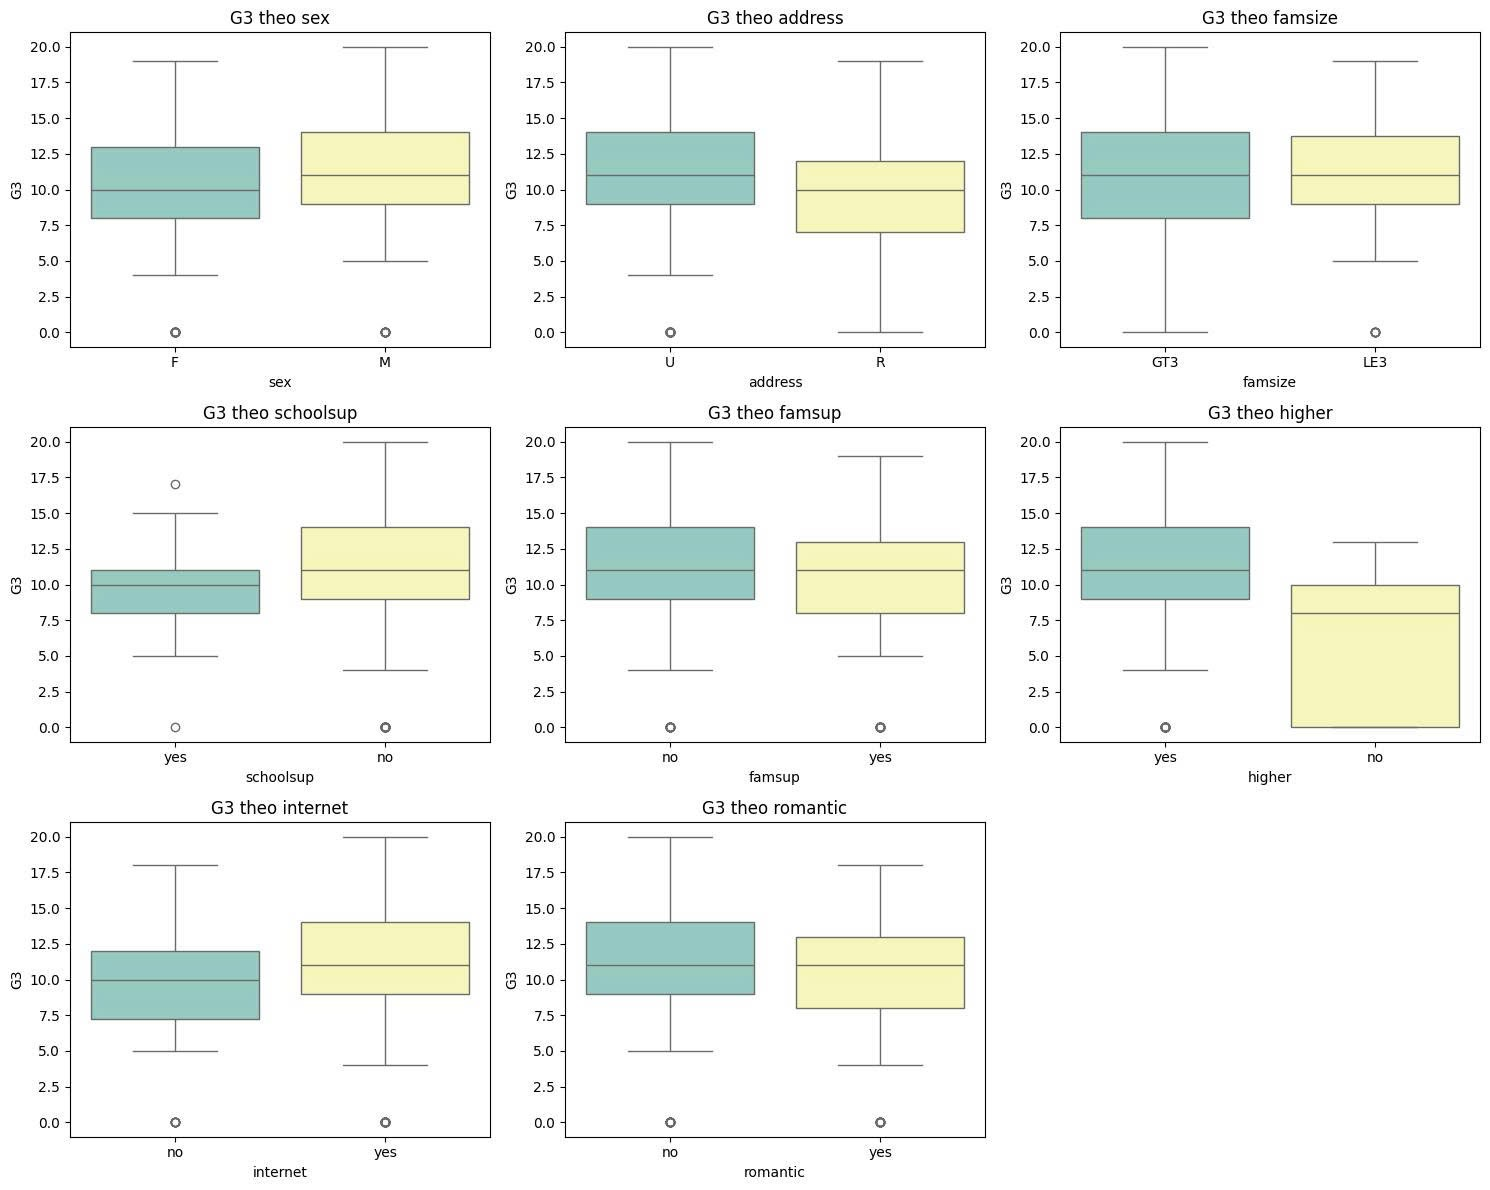 G3 theo sex
G3
20.0
17.5
15.0
12.5
10.0
7.5
5.0
2.5
0.0
F M
sex
G3 theo address
G3
20.0
17.5
15.0
12.5
10.0
7.5
5.0
2.5
0.0
U R
address
G3 theo famsize
G3
20.0
17.5
15.0
12.5
10.0
7.5
5.0
2.5
0.0
GT3 LE3
famsize
G3 theo schoolsup
G3
20.0
17.5
15.0
12.5
10.0
7.5
5.0
2.5
0.0
yes no
schoolsup
G3 theo famsup
G3
20.0
17.5
15.0
12.5
10.0
7.5
5.0
2.5
0.0
no yes
famsup
G3 theo higher
G3
20.0
17.5
15.0
12.5
10.0
7.5
5.0
2.5
0.0
yes no
higher
G3 theo internet
G3
20.0
17.5
15.0
12.5
10.0
7.5
5.0
2.5
0.0
no yes
internet
G3 theo romantic
G3
20.0
17.5
15.0
12.5
10.0
7.5
5.0
2.5
0.0
no yes
romantic